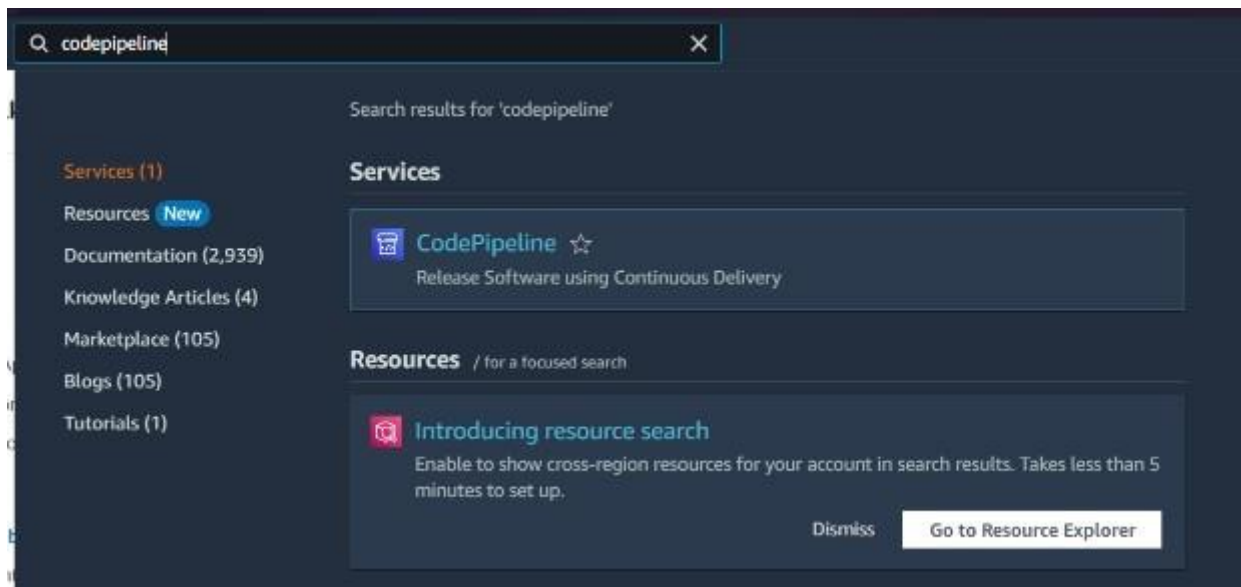 codepipeline
Search results for 'codepipeline'
Services (1)
Resources New
Documentation (2,939)
Knowledge Articles (4)
Marketplace (105)
Blogs (105)
Tutorials (1)
Services
CodePipeline
Release Software using Continuous Delivery
Resources / for a focused search
Introducing resource search
Enable to show cross-region resources for your account in search results. Takes less than 5
minutes to set up.
Dismiss Go to Resource Explorer